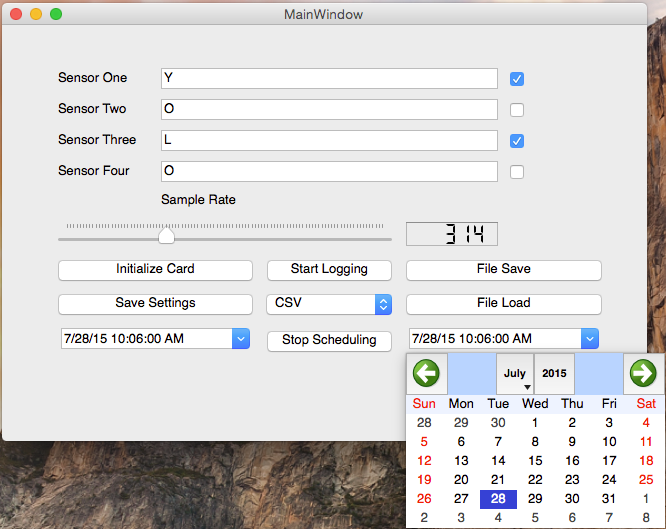 MainWindow
Sensor One Y
Sensor Two O
Sensor Three L
Sensor Four O
Sample Rate
314
Initialize Card Start Logging File Save
Save Settings CSV File Load
7/28/15 10:06:00 AM Stop Scheduling 7/28/15 10:06:00 AM
July 2015
Sun Mon Tue Wed Thu Fri Sat
28 29 30 1 2 3 4
5 6 7 8 9 10 11
12 13 14 15 16 17 18
19 20 21 22 23 24 25
26 27 28 29 30 31 1
2 3 4 5 6 7 8